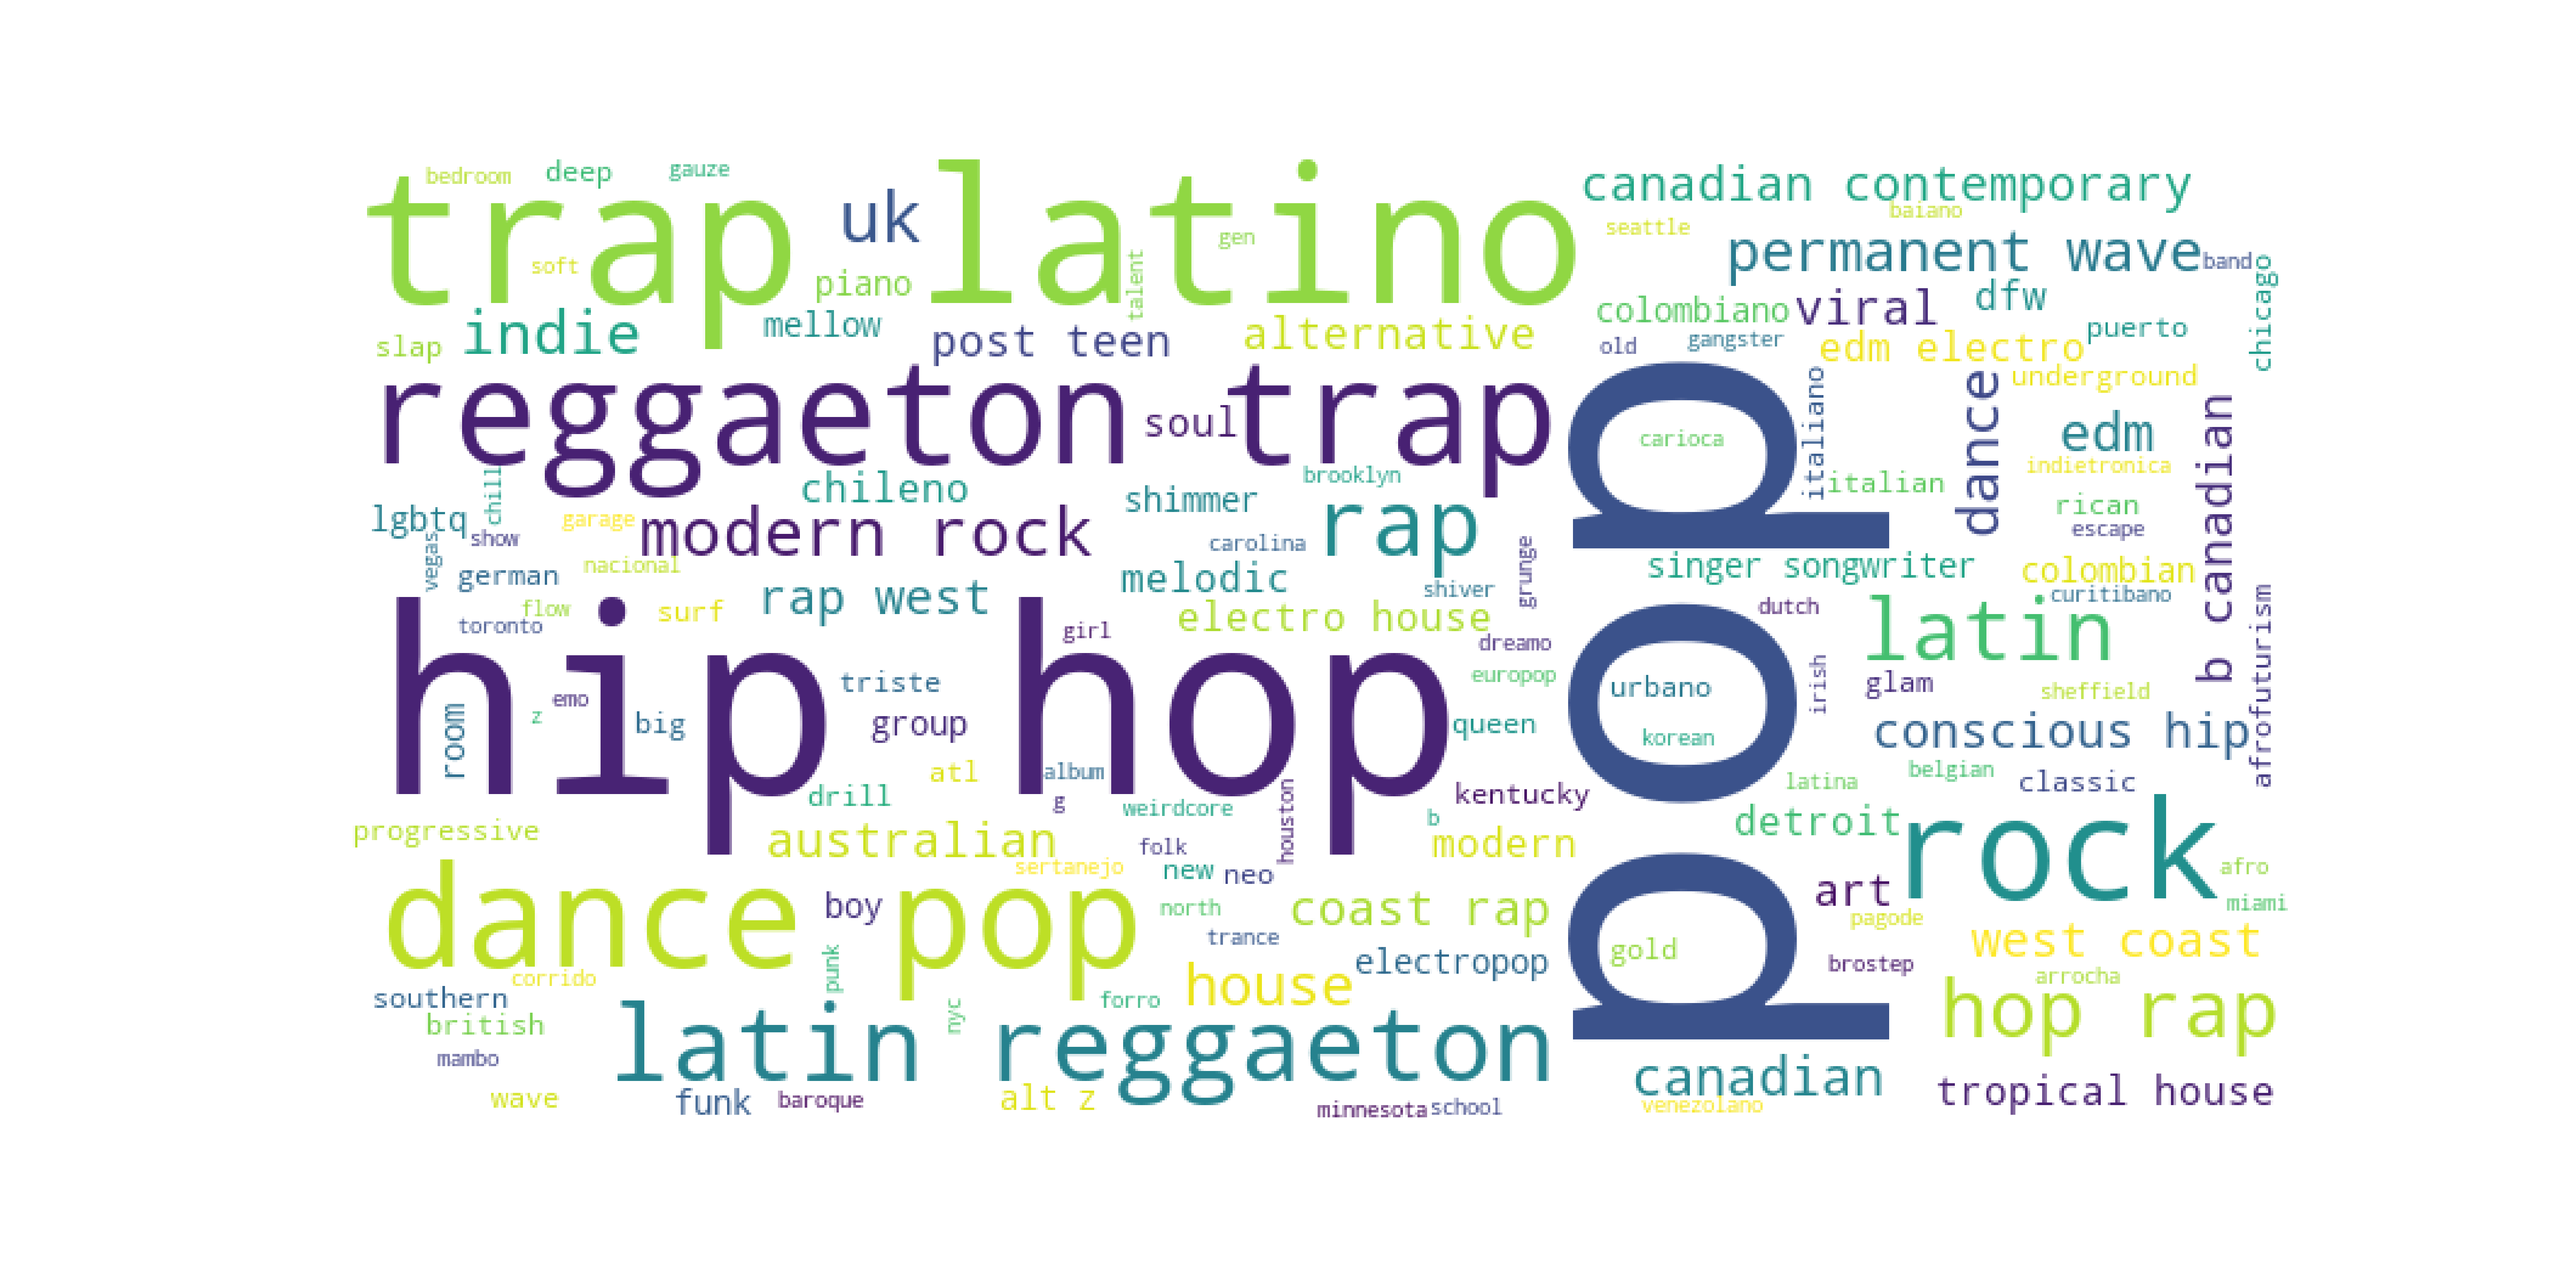 bedroom
deep
gauze
trap latino
uk
gen
soft
piano
talent
indie
mellow
post teen
alternative
slap
canadian contemporary
baiano
seattle
permanent wave
band
colombiano
viral
dfw
chicago
old
gangster
edm electro
puerto
underground
reggaeton trap
soul
carioca
italiano
dance
edm
b canadian
italian
indietronica
rican
escape
chill
chileno
brooklyn
shimmer
lgbtq
garage
modern rock
rap
show
carolina
vegas
german
nacional
rap west
melodic
shiver
grunge
singer songwriter
colombian
curitibano
flow
surf
toronto
electro house
girl
dreamo
dutch
latin
hip hop
pop
europop
triste
urbano
irish
glam
sheffield
afrofuturism
emo
z
big
group
room
queen
korean
conscious hip
atl
album
drill
g
weirdcore
houston
kentucky
latina
belgian
classic
progressive
australian
folk
b
modern
detroit
rock
sertanejo
new
neo
afro
dance pop
boy
north
coast rap
art
miami
pagode
trance
gold
west coast
corrido
punk
electropop
brostep
arrocha
southern
house
forro
nyc
british
latin reggaeton
hop rap
mambo
canadian
tropical house
wave
funk
baroque
alt z
minnesota
school
venezolano